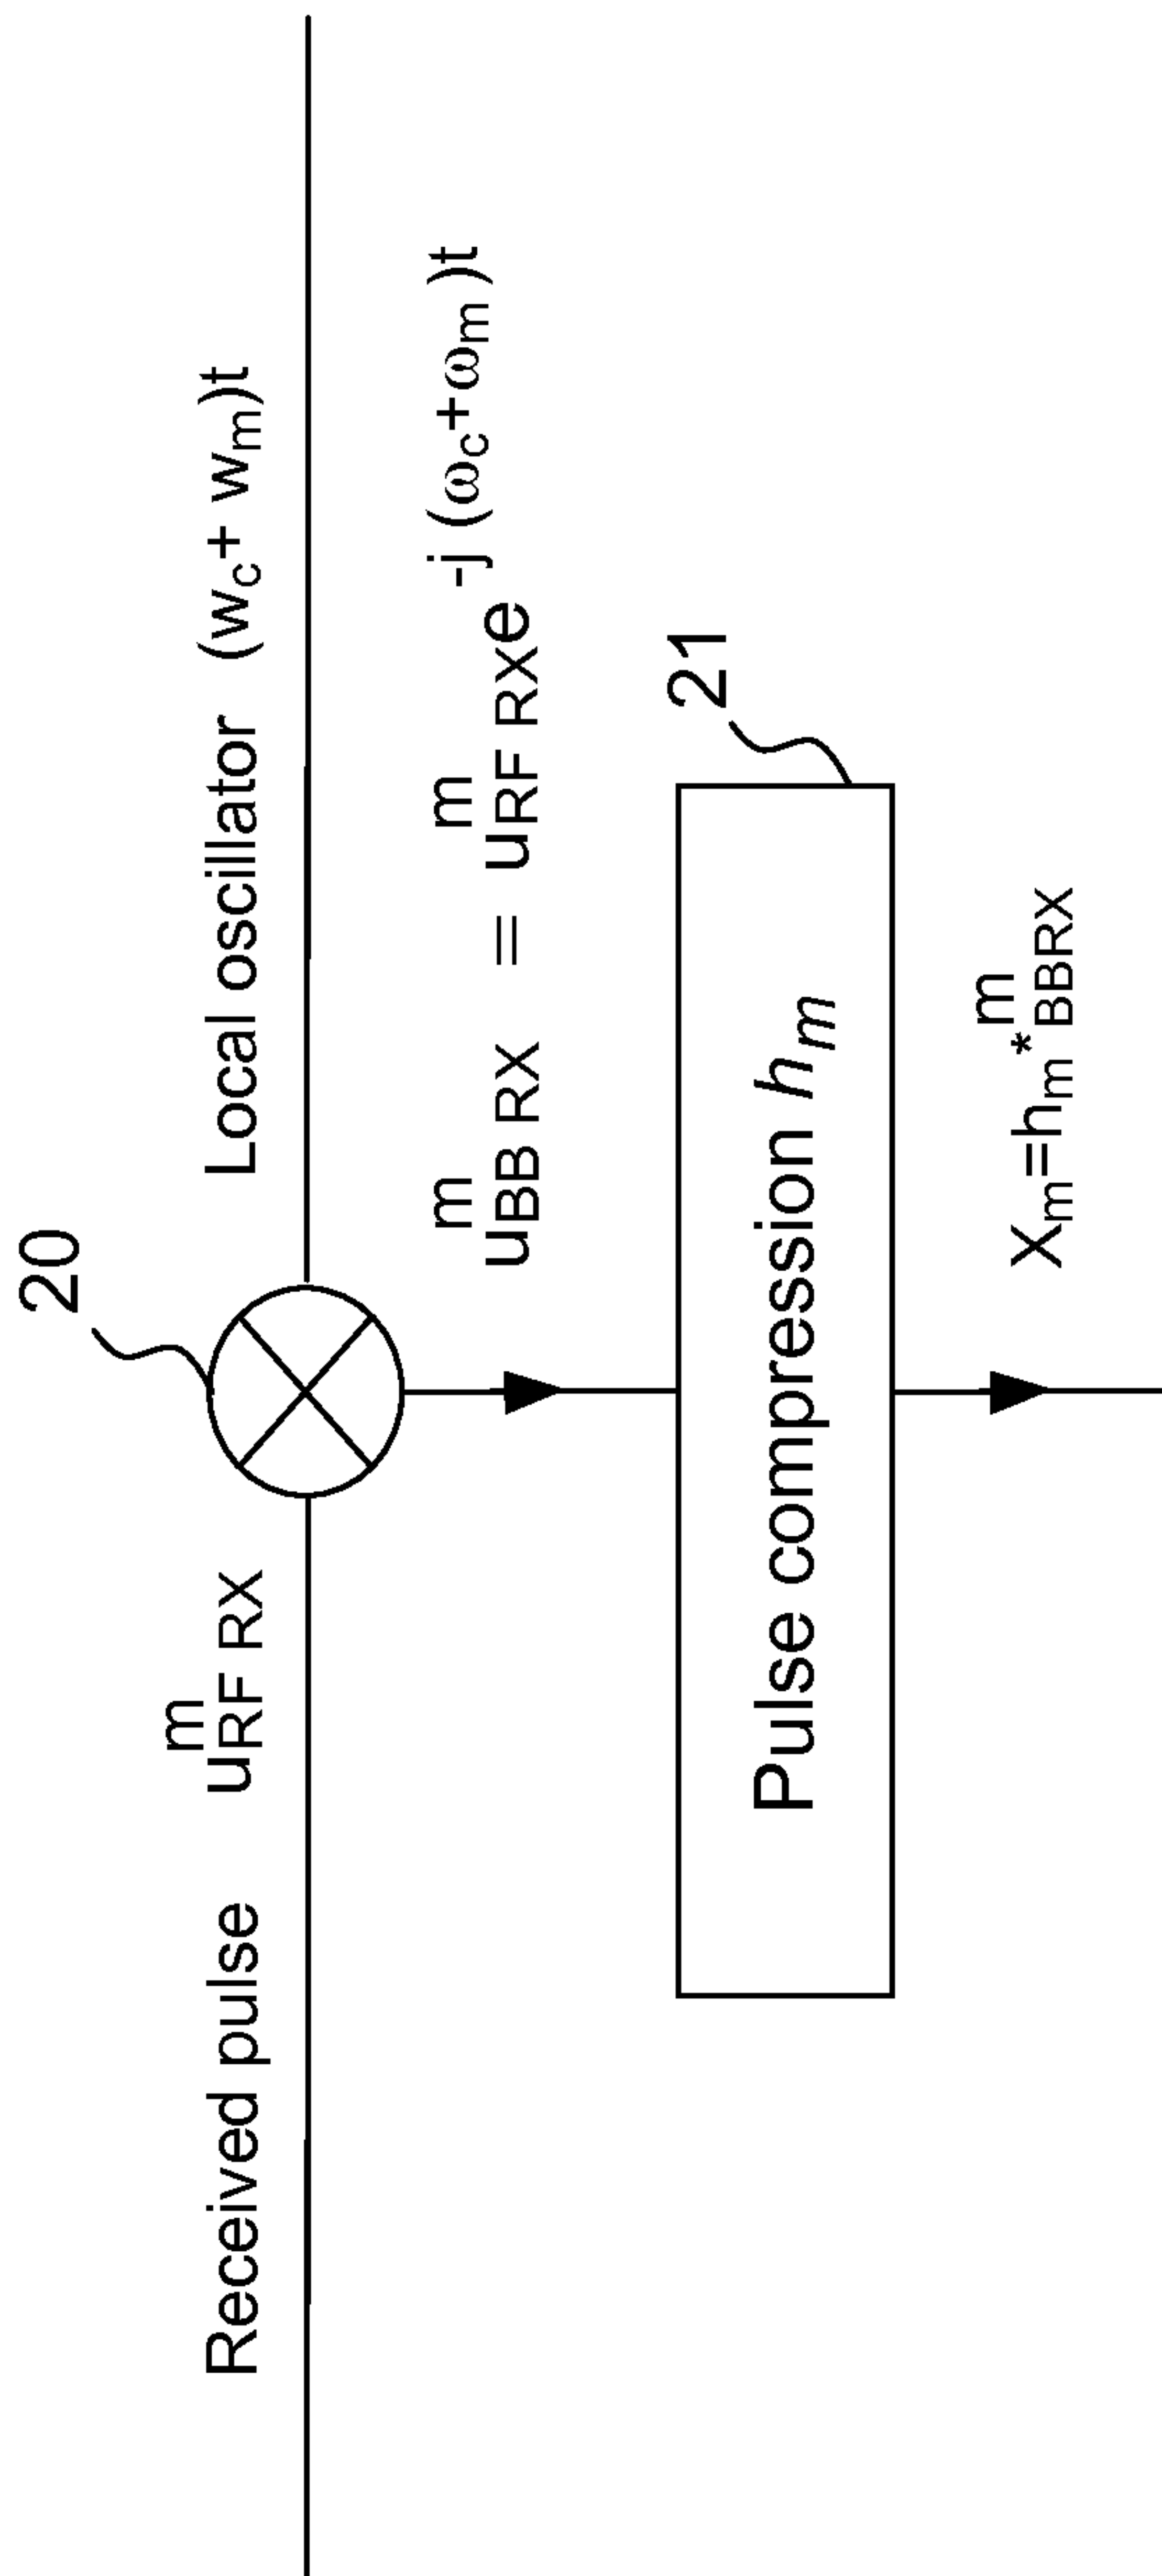 20
Received pulse u^m_RF RX
Local oscillator (w_c + w_m)t
u^m_BB RX = u^m_RF RX e^-j (ω_c+ω_m)t
21
Pulse compression h_m
X_m=h_m*^m_BBRX